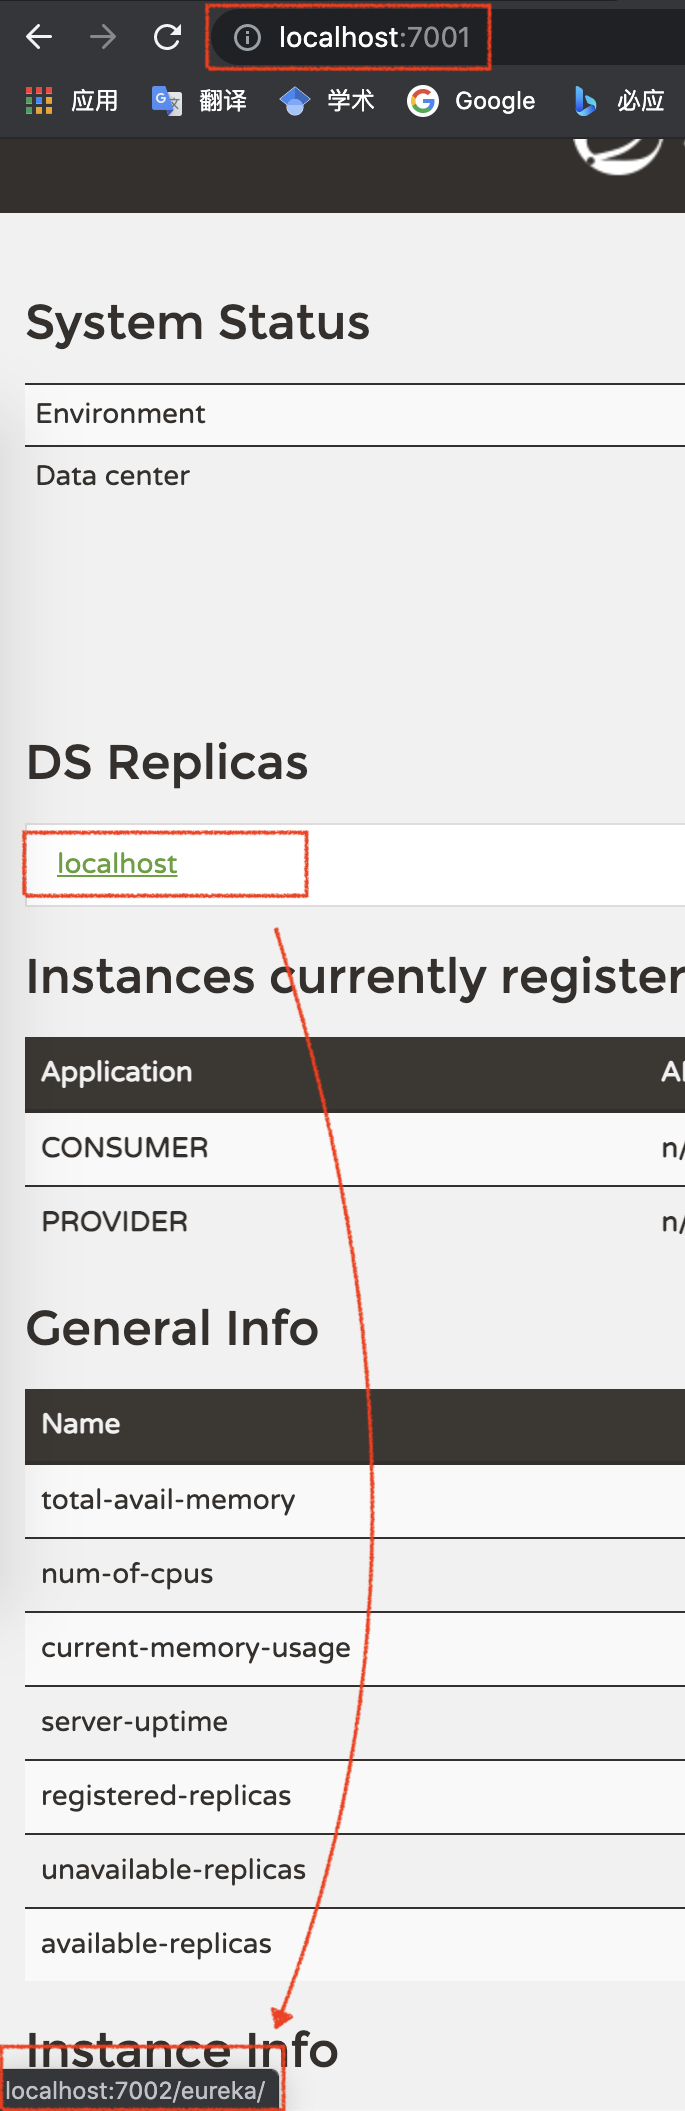 localhost:7001
应用 翻译 学术 Google 必应
System Status
Environment
Data center
DS Replicas
localhost
Instances currently register
Application
CONSUMER n/
PROVIDER n/
General Info
Name
total-avail-memory
num-of-cpus
current-memory-usage
server-uptime
registered-replicas
unavailable-replicas
available-replicas
Instance Info
localhost:7002/eureka/